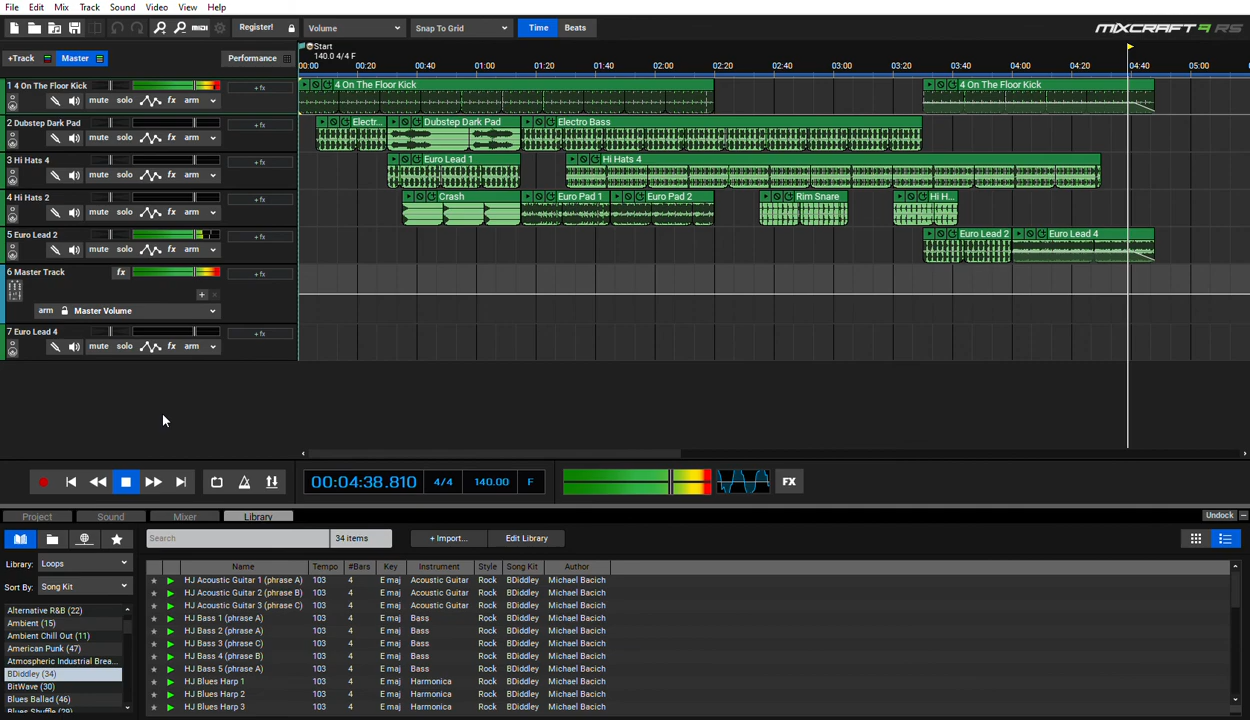 File Edit Mix Track Sound Video View Help
Register! Volume Snap To Grid Time Beats MIXCRAFT 9 RS
+Track Master Performance
Start
140.0 4/4 F
00:00 00:20 00:40 01:00 01:20 01:40 02:00 02:20 02:40 03:00 03:20 03:40 04:00 04:20 04:40 05:00
1 4 On The Floor Kick +fx 4 On The Floor Kick 4 On The Floor Kick
mute solo fx arm
2 Dubstep Dark Pad +fx Electr... Dubstep Dark Pad Electro Bass
mute solo fx arm
3 Hi Hats 4 +fx Euro Lead 1 Hi Hats 4
mute solo fx arm
4 Hi Hats 2 +fx Crash Euro Pad 1 Euro Pad 2 Rim Snare Hi H...
mute solo fx arm
5 Euro Lead 2 +fx Euro Lead 2 Euro Lead 4
mute solo fx arm
6 Master Track fx +fx
arm Master Volume
7 Euro Lead 4 +fx
mute solo fx arm
00:04:38.810 4/4 140.00 F FX
Project Sound Mixer Library Undock
Search 34 items + Import... Edit Library
Library: Loops
Sort By: Song Kit
Alternative R&B (22)
Ambient (15)
Ambient Chill Out (11)
American Punk (47)
Atmospheric Industrial Brea...
BDiddley (34)
BitWave (30)
Blues Ballad (46)
Blues Shuffle (29)
Name Tempo #Bars Key Instrument Style Song Kit Author
HJ Acoustic Guitar 1 (phrase A) 103 4 E maj Acoustic Guitar Rock BDiddley Michael Bacich
HJ Acoustic Guitar 2 (phrase B) 103 4 E maj Acoustic Guitar Rock BDiddley Michael Bacich
HJ Acoustic Guitar 3 (phrase C) 103 4 E maj Acoustic Guitar Rock BDiddley Michael Bacich
HJ Bass 1 (phrase A) 103 4 E maj Bass Rock BDiddley Michael Bacich
HJ Bass 2 (phrase A) 103 4 E maj Bass Rock BDiddley Michael Bacich
HJ Bass 3 (phrase C) 103 4 E maj Bass Rock BDiddley Michael Bacich
HJ Bass 4 (phrase B) 103 4 E maj Bass Rock BDiddley Michael Bacich
HJ Bass 5 (phrase A) 103 4 E maj Bass Rock BDiddley Michael Bacich
HJ Blues Harp 1 103 4 E maj Harmonica Rock BDiddley Michael Bacich
HJ Blues Harp 2 103 4 E maj Harmonica Rock BDiddley Michael Bacich
HJ Blues Harp 3 103 4 E maj Harmonica Rock BDiddley Michael Bacich